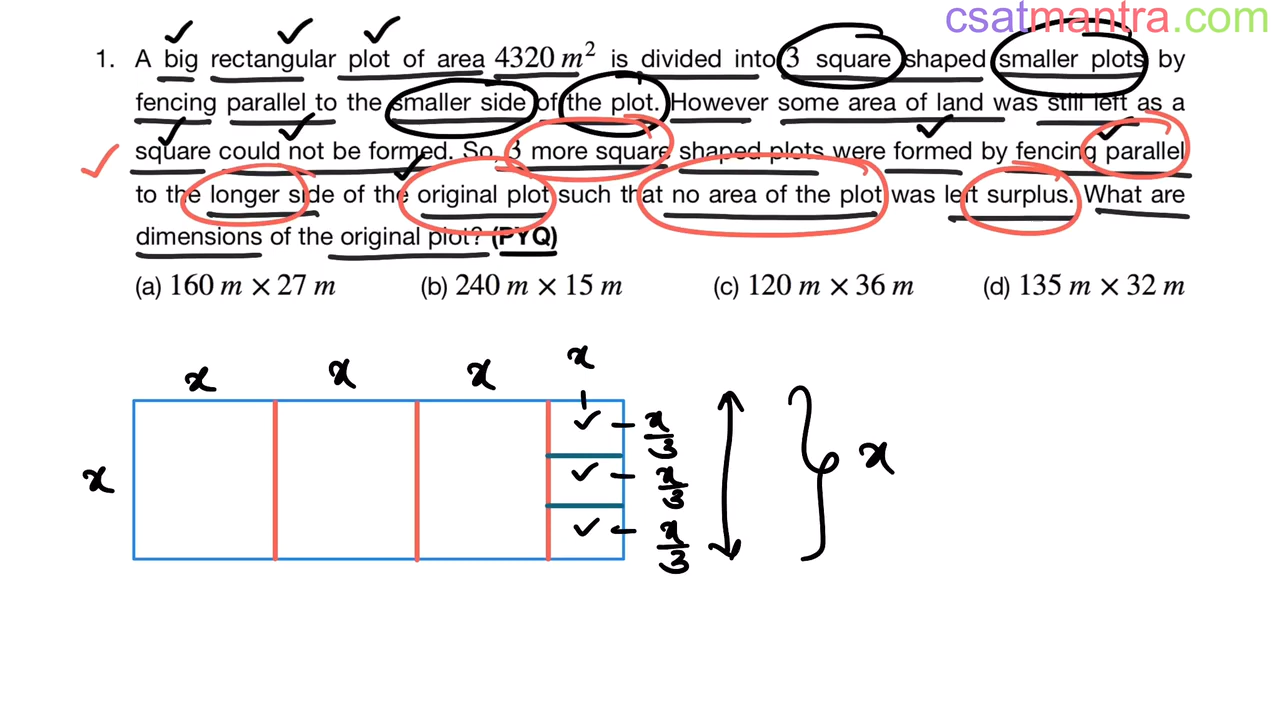 csatmantra.com
1. A big rectangular plot of area 4320 m² is divided into 3 square shaped smaller plots by
fencing parallel to the smaller side of the plot. However some area of land was still left as a
square could not be formed. So, 3 more square shaped plots were formed by fencing parallel
to the longer side of the original plot such that no area of the plot was left surplus. What are
dimensions of the original plot? (PYQ)
(a) 160 m × 27 m (b) 240 m × 15 m (c) 120 m × 36 m (d) 135 m × 32 m
x x x x
x/3
x x/3 x
x/3